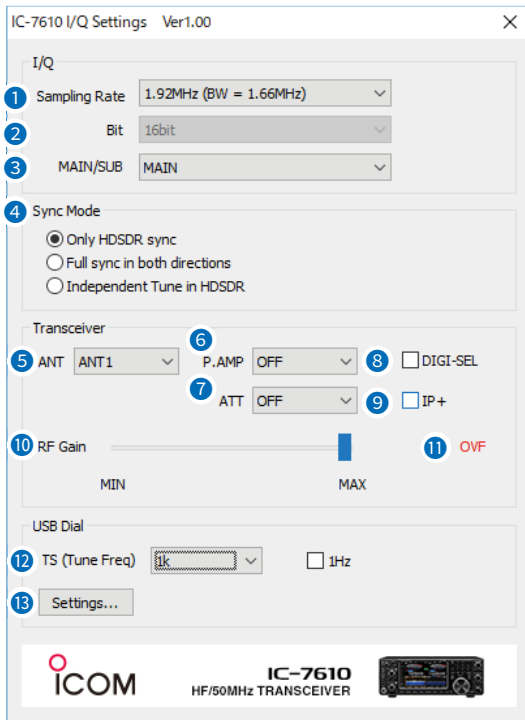 IC-7610 I/Q Settings Ver1.00
I/Q
1 Sampling Rate 1.92MHz (BW = 1.66MHz)
2 Bit 16bit
3 MAIN/SUB MAIN
4 Sync Mode
Only HDSDR sync
Full sync in both directions
Independent Tune in HDSDR
Transceiver
5 ANT ANT1 6 P.AMP OFF 8 DIGI-SEL
7 ATT OFF 9 IP+
10 RF Gain 11 OVF
MIN MAX
USB Dial
12 TS (Tune Freq) 1k 1Hz
13 Settings...
ICOM IC-7610
HF/50MHz TRANSCEIVER